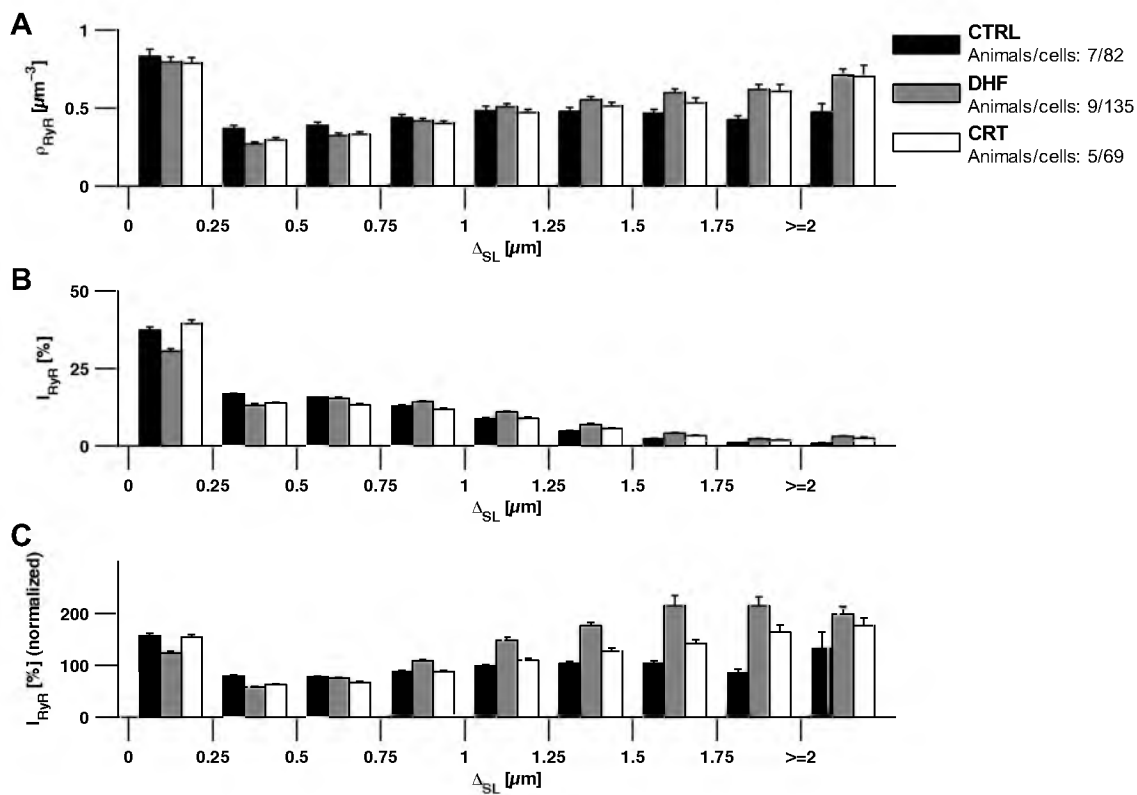 A
1
0.5
0
ρRyR [µm−3]
0 0.25 0.5 0.75 1 1.25 1.5 1.75 >=2
ΔSL [µm]
CTRL
Animals/cells: 7/82
DHF
Animals/cells: 9/135
CRT
Animals/cells: 5/69
B
50
25
0
IRyR [%]
0 0.25 0.5 0.75 1 1.25 1.5 1.75 >=2
ΔSL [µm]
C
200
100
0
IRyR [%] (normalized)
0 0.25 0.5 0.75 1 1.25 1.5 1.75 >=2
ΔSL [µm]